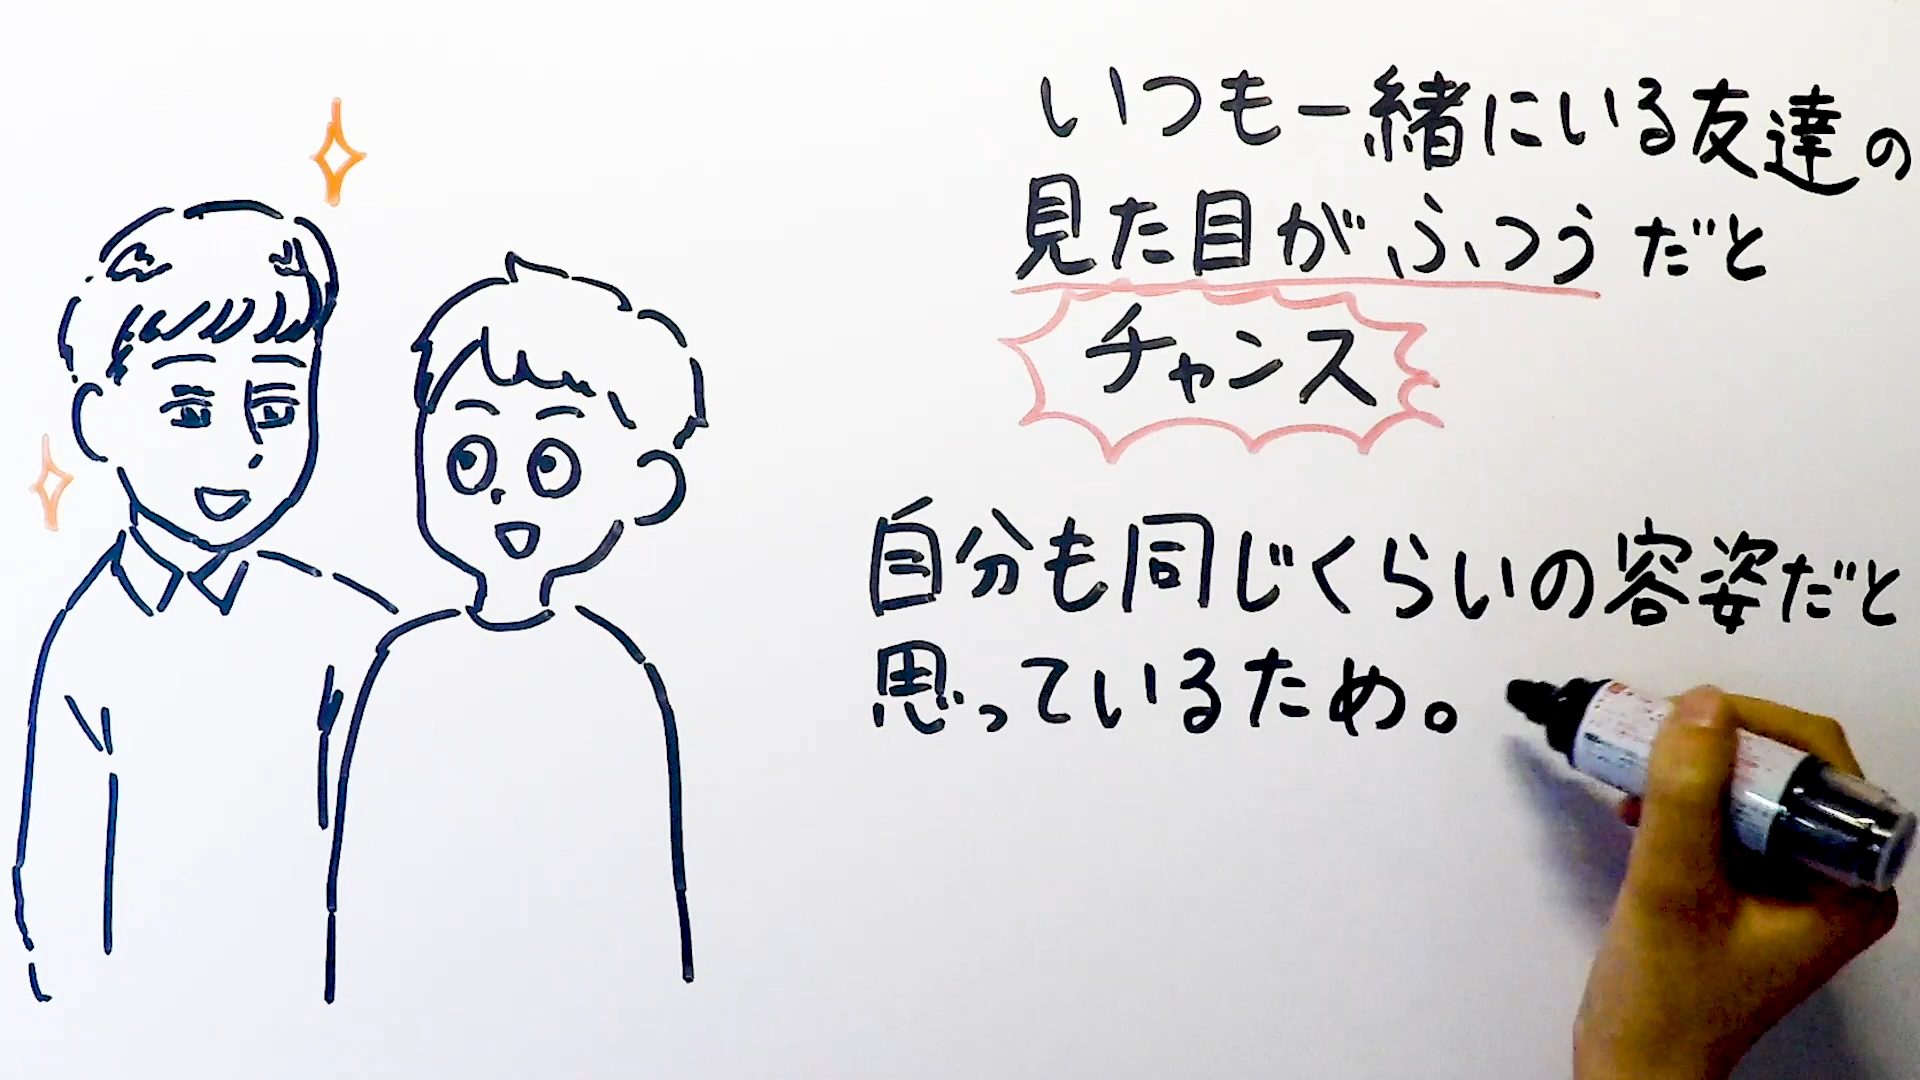 いつも一緒にいる友達の
見た目がふつうだと
チャンス
自分も同じくらいの容姿だと
思っているため。